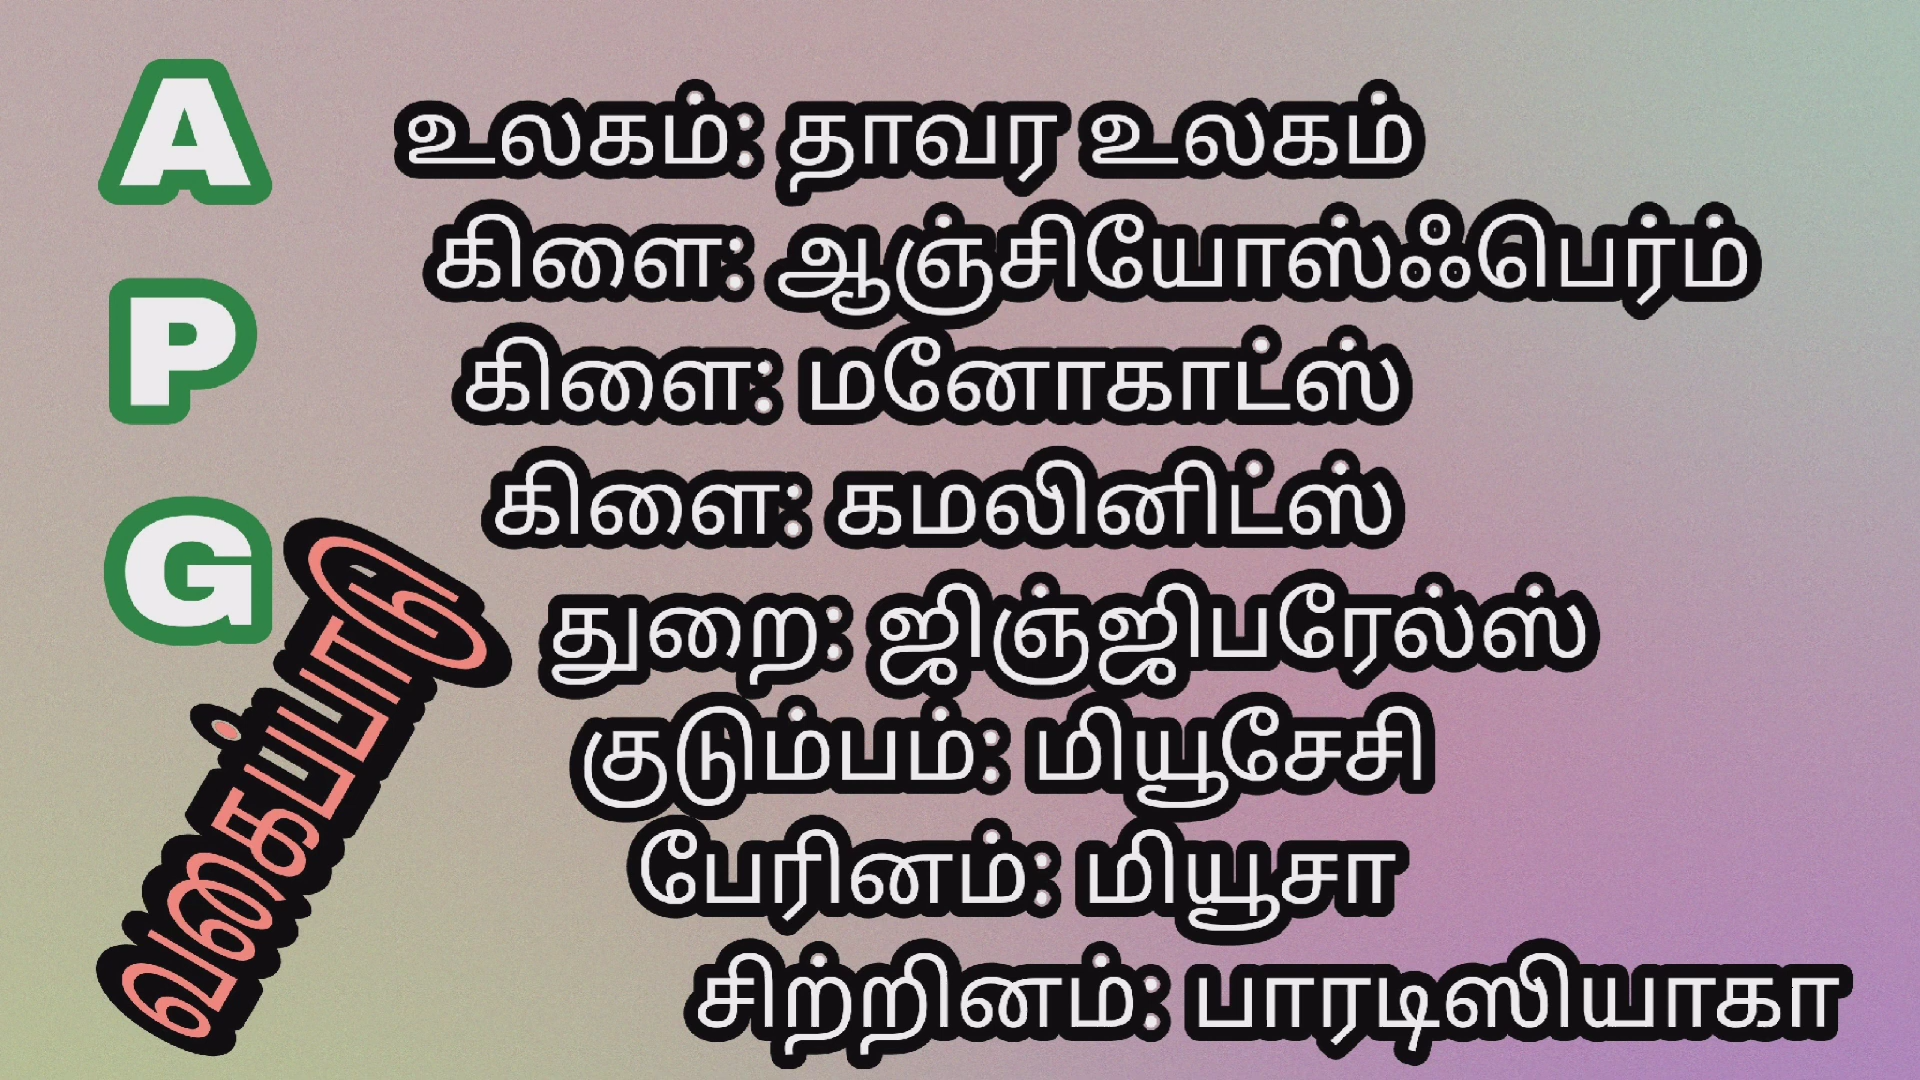 A
P
G
வகைப்பாடு
உலகம்: தாவர உலகம்
கிளை: ஆஞ்சியோஸ்ஃபெர்ம்
கிளை: மனோகாட்ஸ்
கிளை: கமலினிட்ஸ்
துறை: ஜிஞ்ஜிபரேல்ஸ்
குடும்பம்: மியூசேசி
பேரினம்: மியூசா
சிற்றினம்: பாரடிஸியாகா